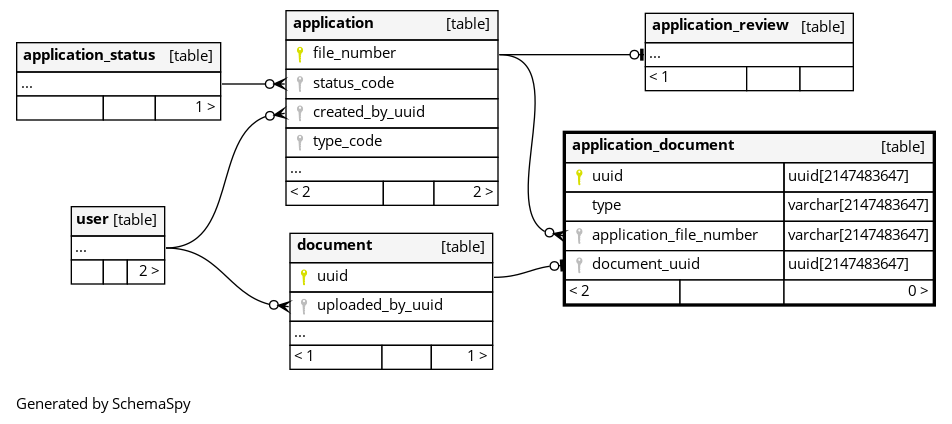 application_status [table]
...
1 >
application [table]
file_number
status_code
created_by_uuid
type_code
...
< 2 2 >
application_review [table]
...
< 1
application_document [table]
uuid uuid[2147483647]
type varchar[2147483647]
application_file_number varchar[2147483647]
document_uuid uuid[2147483647]
< 2 0 >
user [table]
...
2 >
document [table]
uuid
uploaded_by_uuid
...
< 1 1 >
Generated by SchemaSpy